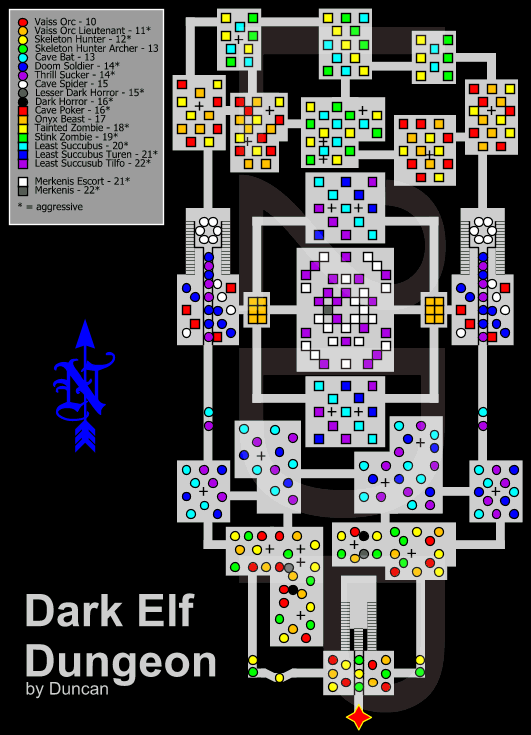 Vaiss Orc - 10
Vaiss Orc Lieutenant - 11*
Skeleton Hunter - 12*
Skeleton Hunter Archer - 13
Cave Bat - 13
Doom Soldier - 14*
Thrill Sucker - 14*
Cave Spider - 15
Lesser Dark Horror - 15*
Dark Horror - 16*
Cave Poker - 16*
Onyx Beast - 17
Tainted Zombie - 18*
Stink Zombie - 19*
Least Succubus - 20*
Least Succubus Turen - 21*
Least Succusub Tilfo - 22*
Merkenis Escort - 21*
Merkenis - 22*
* = aggressive
N
Dark Elf
Dungeon
by Duncan